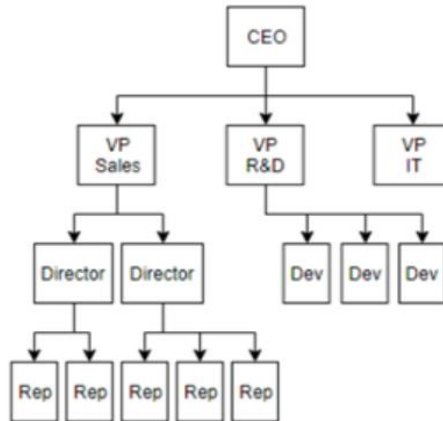 CEO
VP
Sales
VP
R&D
VP
IT
Director
Director
Dev
Dev
Dev
Rep
Rep
Rep
Rep
Rep